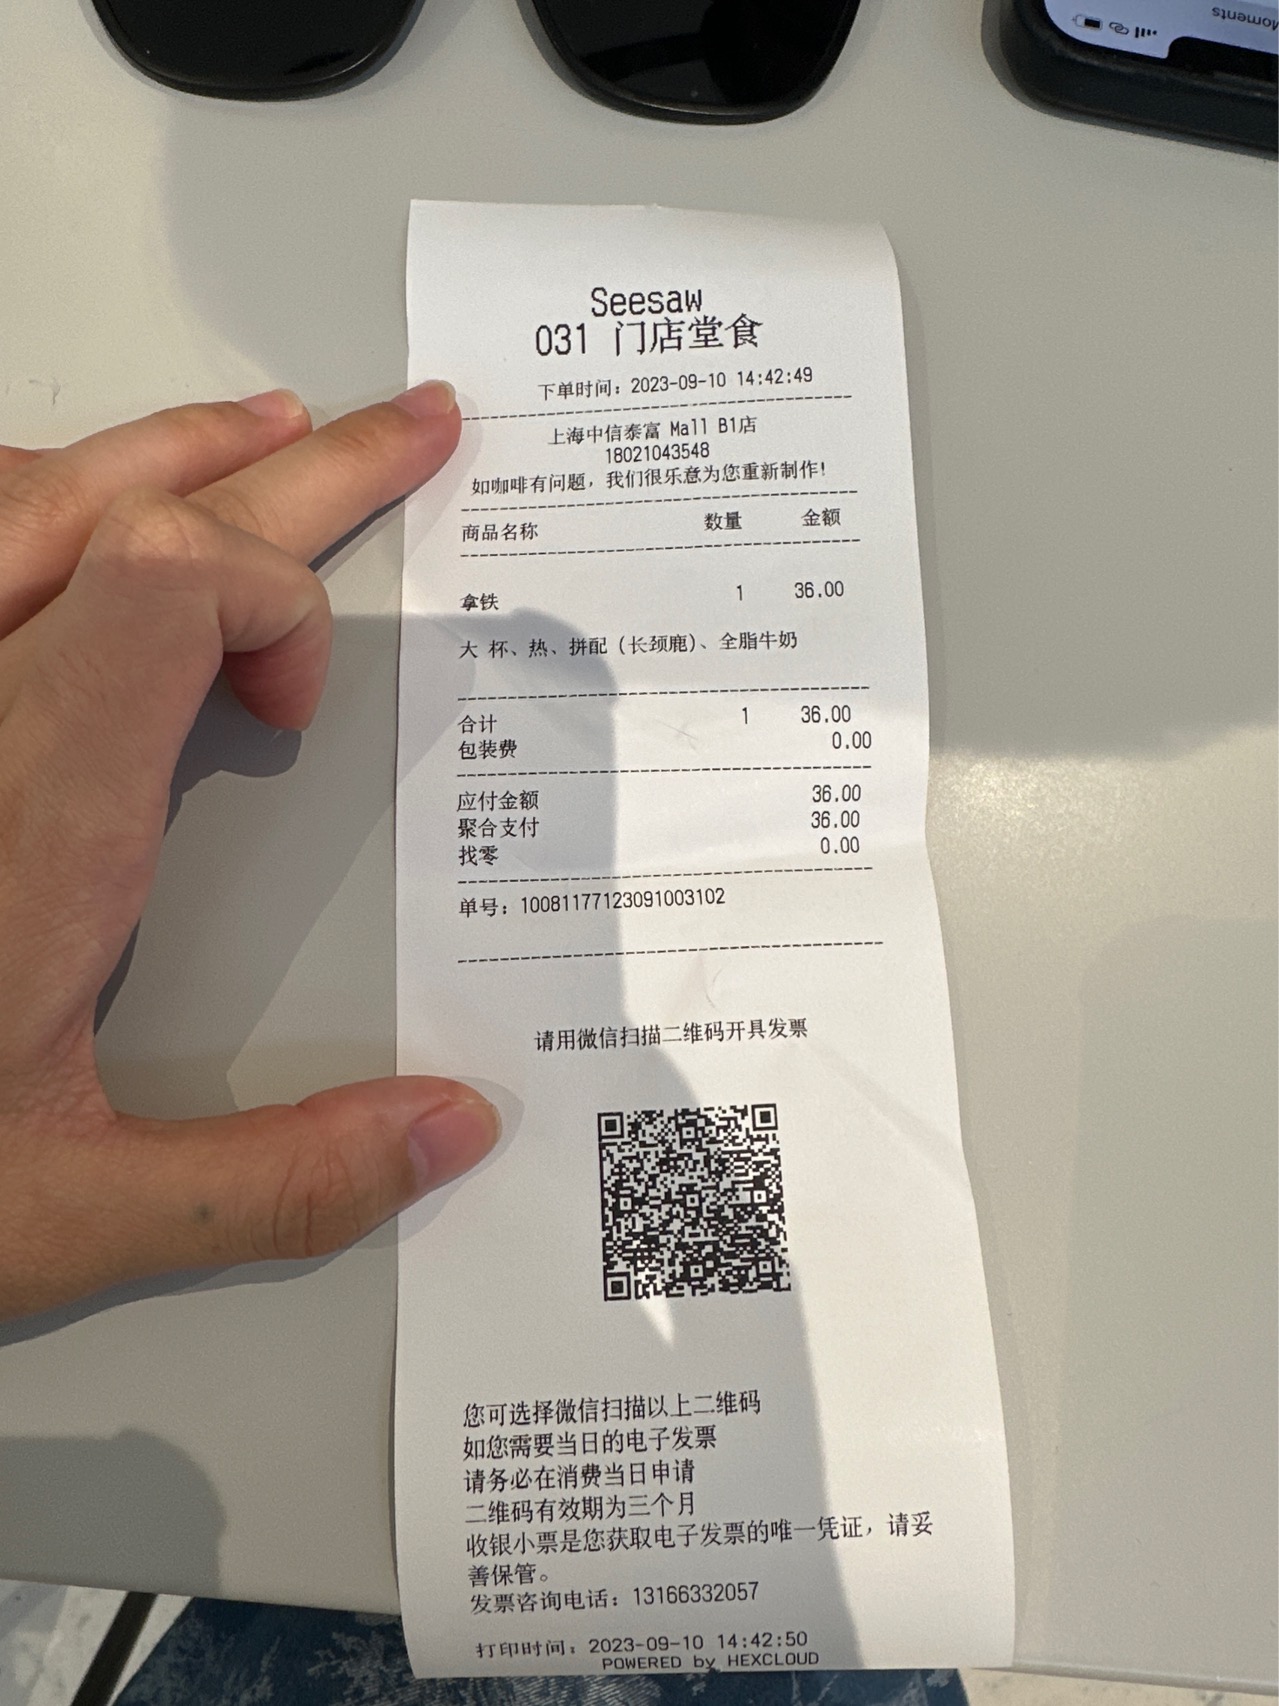 Moments
Seesaw
031 门店堂食
下单时间：2023-09-10 14:42:49
上海中信泰富 Mall B1店
18021043548
如咖啡有问题，我们很乐意为您重新制作！
商品名称 数量 金额
拿铁 1 36.00
大 杯、热、拼配（长颈鹿）、全脂牛奶
合计 1 36.00
包装费 0.00
应付金额 36.00
聚合支付 36.00
找零 0.00
单号：10081177123091003102
请用微信扫描二维码开具发票
您可选择微信扫描以上二维码
如您需要当日的电子发票
请务必在消费当日申请
二维码有效期为三个月
收银小票是您获取电子发票的唯一凭证，请妥
善保管。
发票咨询电话：13166332057
打印时间：2023-09-10 14:42:50
POWERED by HEXCLOUD